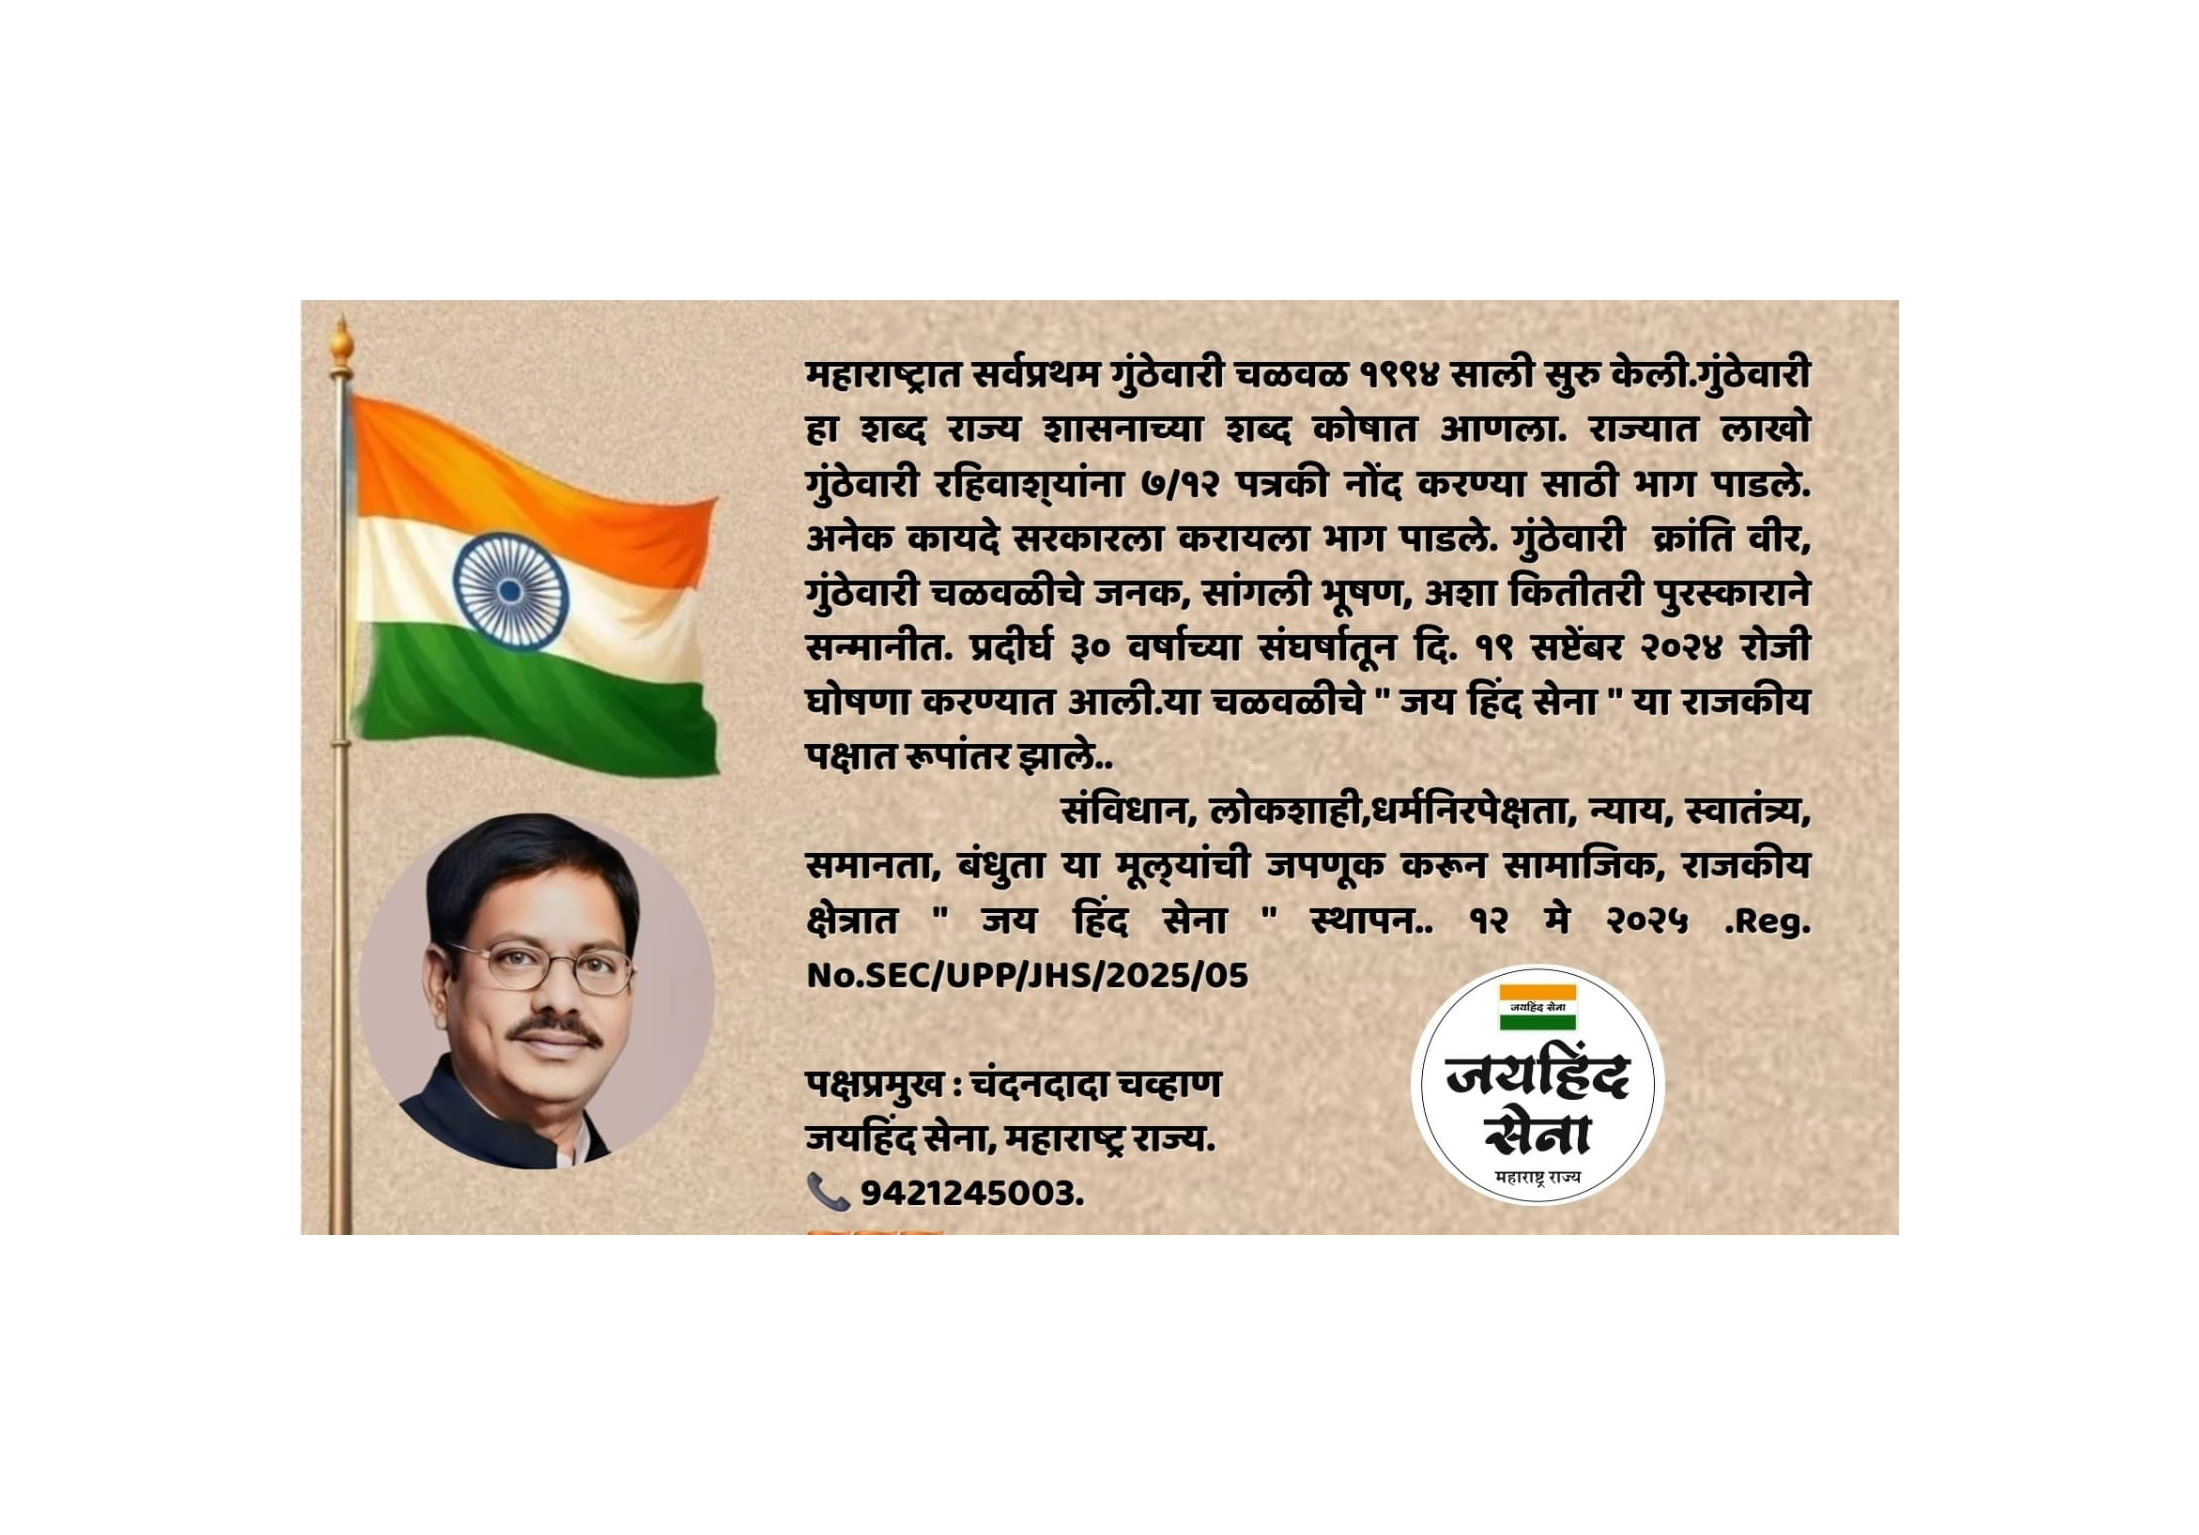 महाराष्ट्रात सर्वप्रथम गुंठेवारी चळवळ १९९४ साली सुरु केली.गुंठेवारी
हा शब्द राज्य शासनाच्या शब्द कोषात आणला. राज्यात लाखो
गुंठेवारी रहिवाश्‍यांना ७/१२ पत्रकी नोंद करण्या साठी भाग पाडले.
अनेक कायदे सरकारला करायला भाग पाडले. गुंठेवारी क्रांति वीर,
गुंठेवारी चळवळीचे जनक, सांगली भूषण, अशा कितीतरी पुरस्काराने
सन्मानीत. प्रदीर्घ ३० वर्षाच्या संघर्षातून दि. १९ सप्टेंबर २०२४ रोजी
घोषणा करण्यात आली.या चळवळीचे " जय हिंद सेना " या राजकीय
पक्षात रूपांतर झाले..
संविधान, लोकशाही,धर्मनिरपेक्षता, न्याय, स्वातंत्र्य,
समानता, बंधुता या मूल्‍यांची जपणूक करून सामाजिक, राजकीय
क्षेत्रात " जय हिंद सेना " स्थापन.. १२ मे २०२५ .Reg.
No.SEC/UPP/JHS/2025/05
पक्षप्रमुख : चंदनदादा चव्हाण
जयहिंद सेना, महाराष्ट्र राज्य.
📞 9421245003.
जयहिंद सेना
जयहिंद
सेना
महाराष्ट्र राज्य